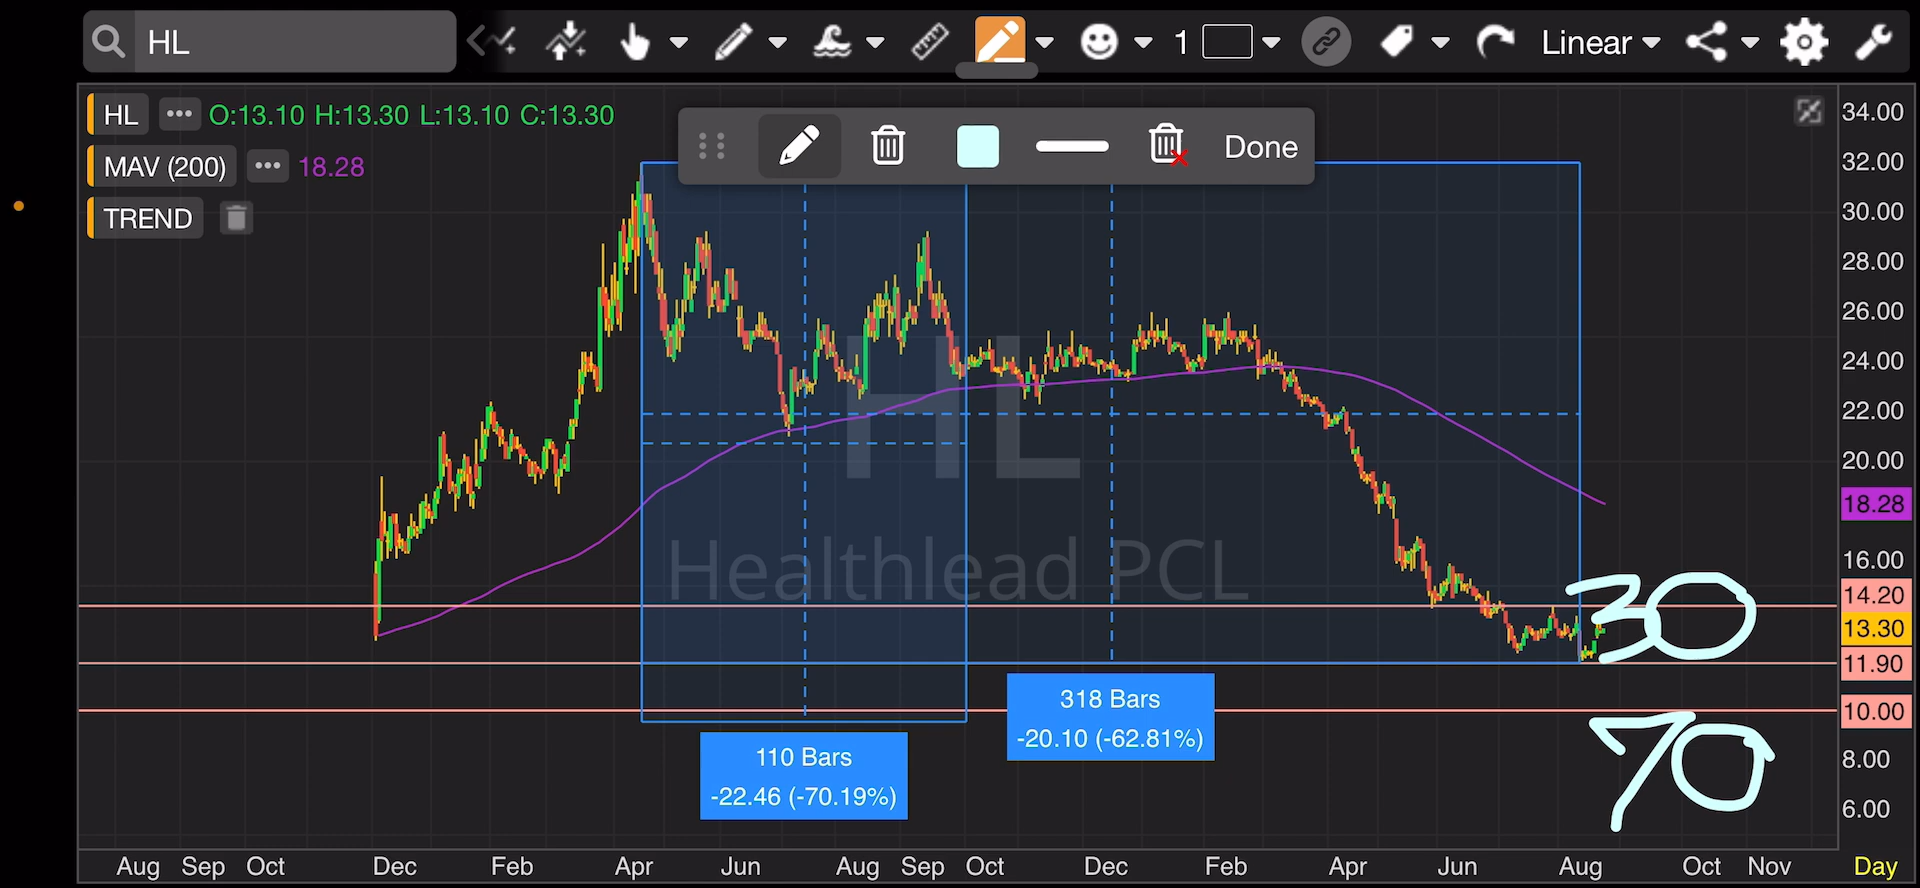 HL
1
Linear
HL ••• O:13.10 H:13.30 L:13.10 C:13.30
MAV (200) ••• 18.28
TREND
Done
34.00
32.00
30.00
28.00
26.00
24.00
22.00
20.00
18.28
16.00
14.20
13.30
11.90
10.00
8.00
6.00
HL
Healthlead PCL
30
70
318 Bars
-20.10 (-62.81%)
110 Bars
-22.46 (-70.19%)
Aug Sep Oct Dec Feb Apr Jun Aug Sep Oct Dec Feb Apr Jun Aug Oct Nov Day